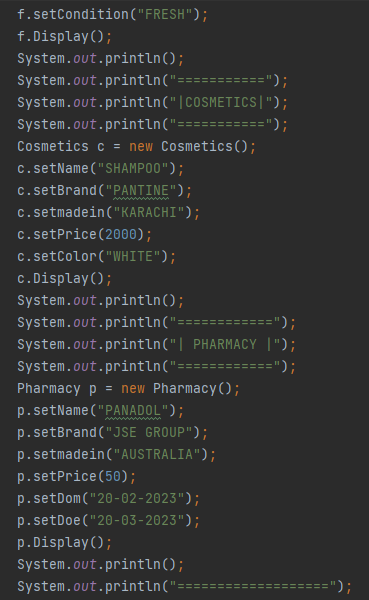 f.setCondition("FRESH");
f.Display();
System.out.println();
System.out.println("===========");
System.out.println("|COSMETICS|");
System.out.println("===========");
Cosmetics c = new Cosmetics();
c.setName("SHAMPOO");
c.setBrand("PANTINE");
c.setmadein("KARACHI");
c.setPrice(2000);
c.setColor("WHITE");
c.Display();
System.out.println();
System.out.println("============");
System.out.println("| PHARMACY |");
System.out.println("============");
Pharmacy p = new Pharmacy();
p.setName("PANADOL");
p.setBrand("JSE GROUP");
p.setmadein("AUSTRALIA");
p.setPrice(50);
p.setDom("20-02-2023");
p.setDoe("20-03-2023");
p.Display();
System.out.println();
System.out.println("===================");